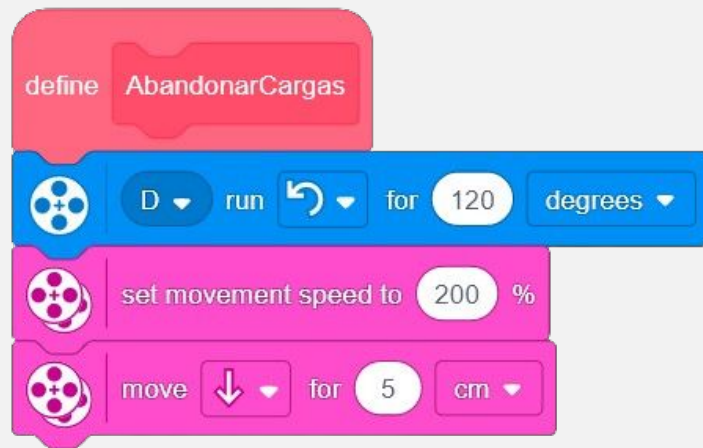 define AbandonarCargas
D run for 120 degrees
set movement speed to 200 %
move for 5 cm